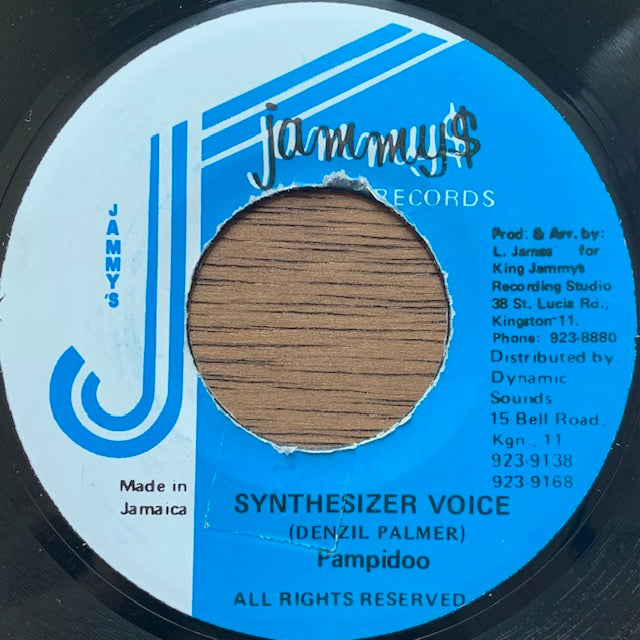 jammy$
RECORDS
JAMMY'S
Prod: & Arr. by:
L. James for
King Jammy's
Recording Studio
38 St. Lucia Rd.,
Kingston 11.
Phone: 923-8880
Distributed by
Dynamic
Sounds
15 Bell Road,
Kgn., 11
923-9138
923-9168
Made in
Jamaica
SYNTHESIZER VOICE
(DENZIL PALMER)
Pampidoo
ALL RIGHTS RESERVED